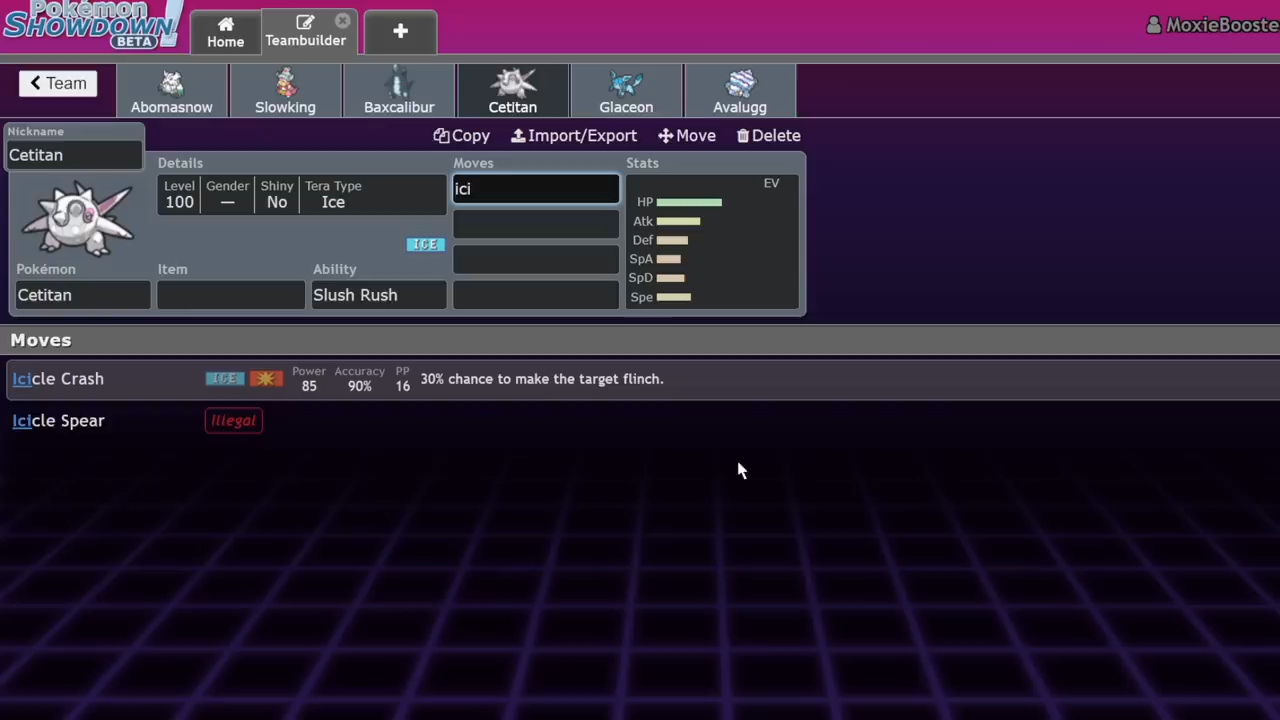 Pokémon
SHOWDOWN!
BETA
Home
Teambuilder
MoxieBooste
Team
Abomasnow
Slowking
Baxcalibur
Cetitan
Glaceon
Avalugg
Nickname
Cetitan
Copy
Import/Export
Move
Delete
Details
Moves
Stats
Level
100
Gender
—
Shiny
No
Tera Type
Ice
ici
EV
HP
Atk
Def
SpA
SpD
Spe
ICE
Pokémon
Cetitan
Item
Ability
Slush Rush
Moves
Icicle Crash ICE Power 85 Accuracy 90% PP 16 30% chance to make the target flinch.
Icicle Spear Illegal